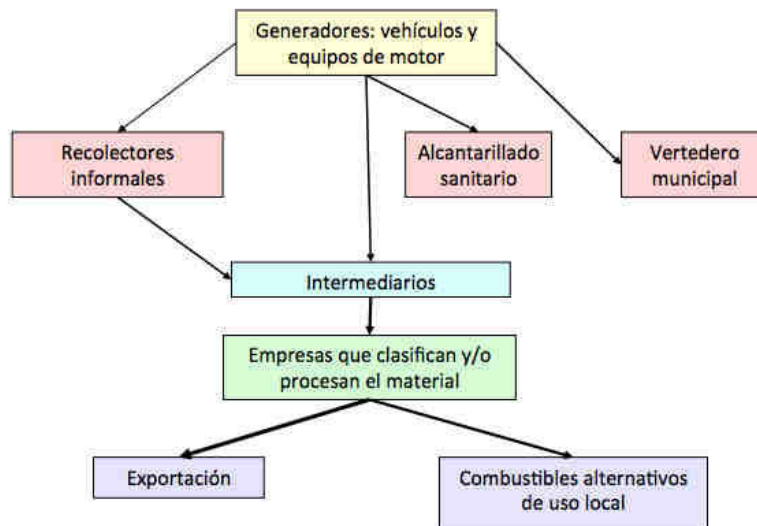 Generadores: vehículos y
equipos de motor
Recolectores
informales
Alcantarillado
sanitario
Vertedero
municipal
Intermediarios
Empresas que clasifican y/o
procesan el material
Exportación
Combustibles alternativos
de uso local